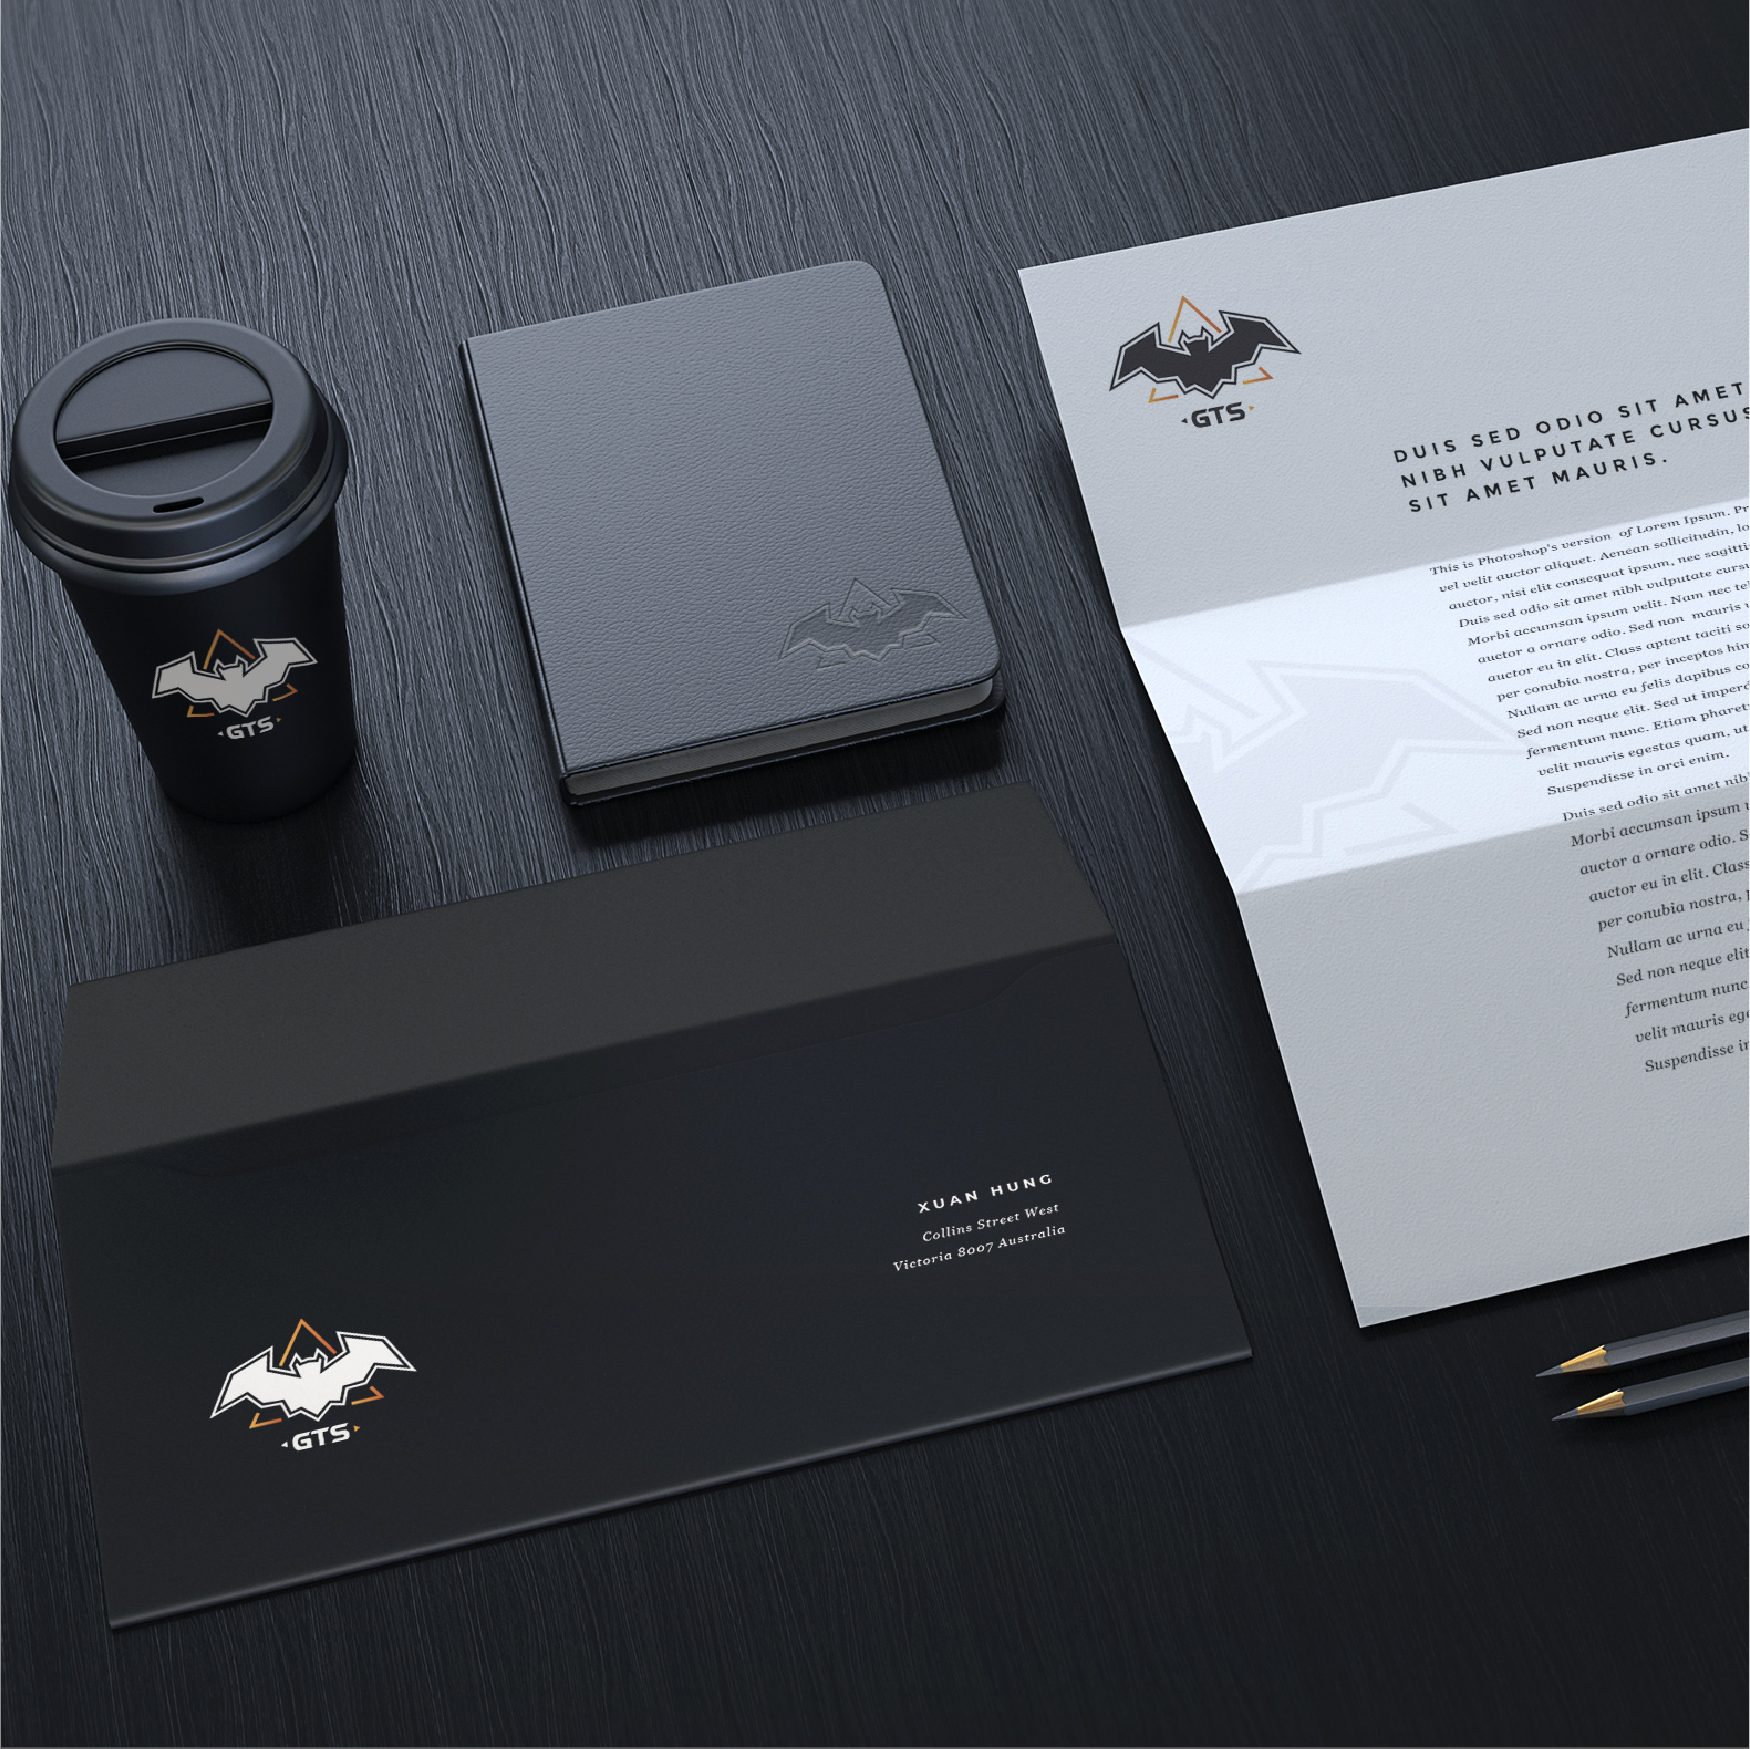 GTS
GTS
DUIS SED ODIO SIT AMET
NIBH VULPUTATE CURSUS
SIT AMET MAURIS.
This is Photoshop's version of Lorem Ipsum.
vel velit auctor aliquet. Aenean sollicitudin,
auctor, nisi elit consequat ipsum, nec
Duis sed odio sit amet nibh vulputate
Morbi accumsan ipsum velit. Nam nec
auctor a ornare odio. Sed non mauris
auctor eu in elit. Class aptent taciti
per conubia nostra, per inceptos
Nullam ac urna eu felis dapibus
Sed non neque elit. Sed ut
fermentum nunc. Etiam
velit mauris egestas quam, ut
Suspendisse in orci enim.
Duis sed odio sit amet
Morbi accumsan ipsum
auctor a ornare odio.
auctor eu in elit. Class
per conubia nostra,
Nullam ac urna eu
Sed non neque elit
fermentum nunc
velit mauris
Suspendisse
XUAN HUNG
Collins Street West
Victoria 8007 Australia
GTS